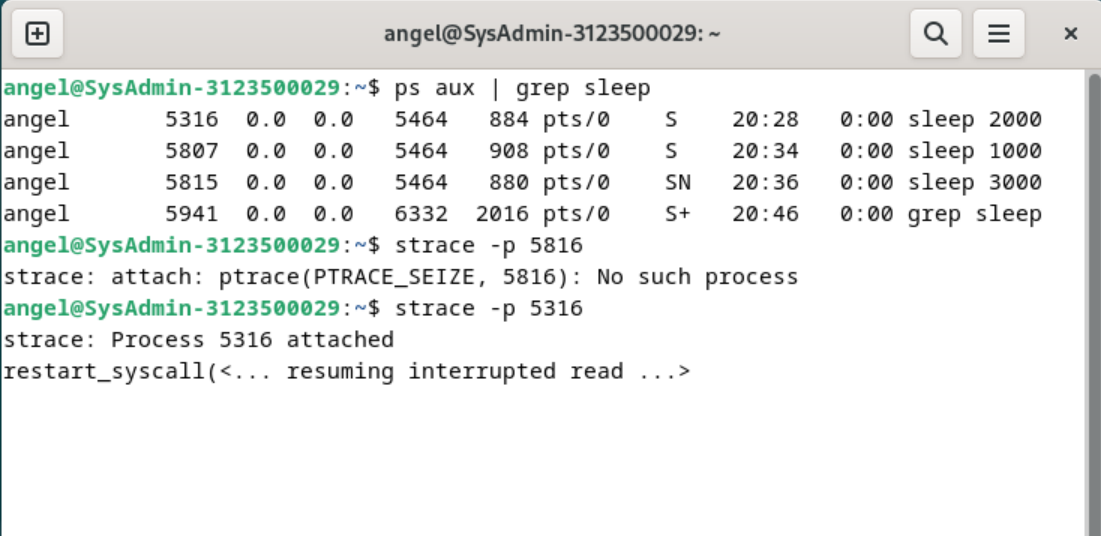 angel@SysAdmin-3123500029: ~
angel@SysAdmin-3123500029:~$ ps aux | grep sleep
angel       5316  0.0  0.0   5464   884 pts/0    S    20:28   0:00 sleep 2000
angel       5807  0.0  0.0   5464   908 pts/0    S    20:34   0:00 sleep 1000
angel       5815  0.0  0.0   5464   880 pts/0    SN   20:36   0:00 sleep 3000
angel       5941  0.0  0.0   6332  2016 pts/0    S+   20:46   0:00 grep sleep
angel@SysAdmin-3123500029:~$ strace -p 5816
strace: attach: ptrace(PTRACE_SEIZE, 5816): No such process
angel@SysAdmin-3123500029:~$ strace -p 5316
strace: Process 5316 attached
restart_syscall(<... resuming interrupted read ...>